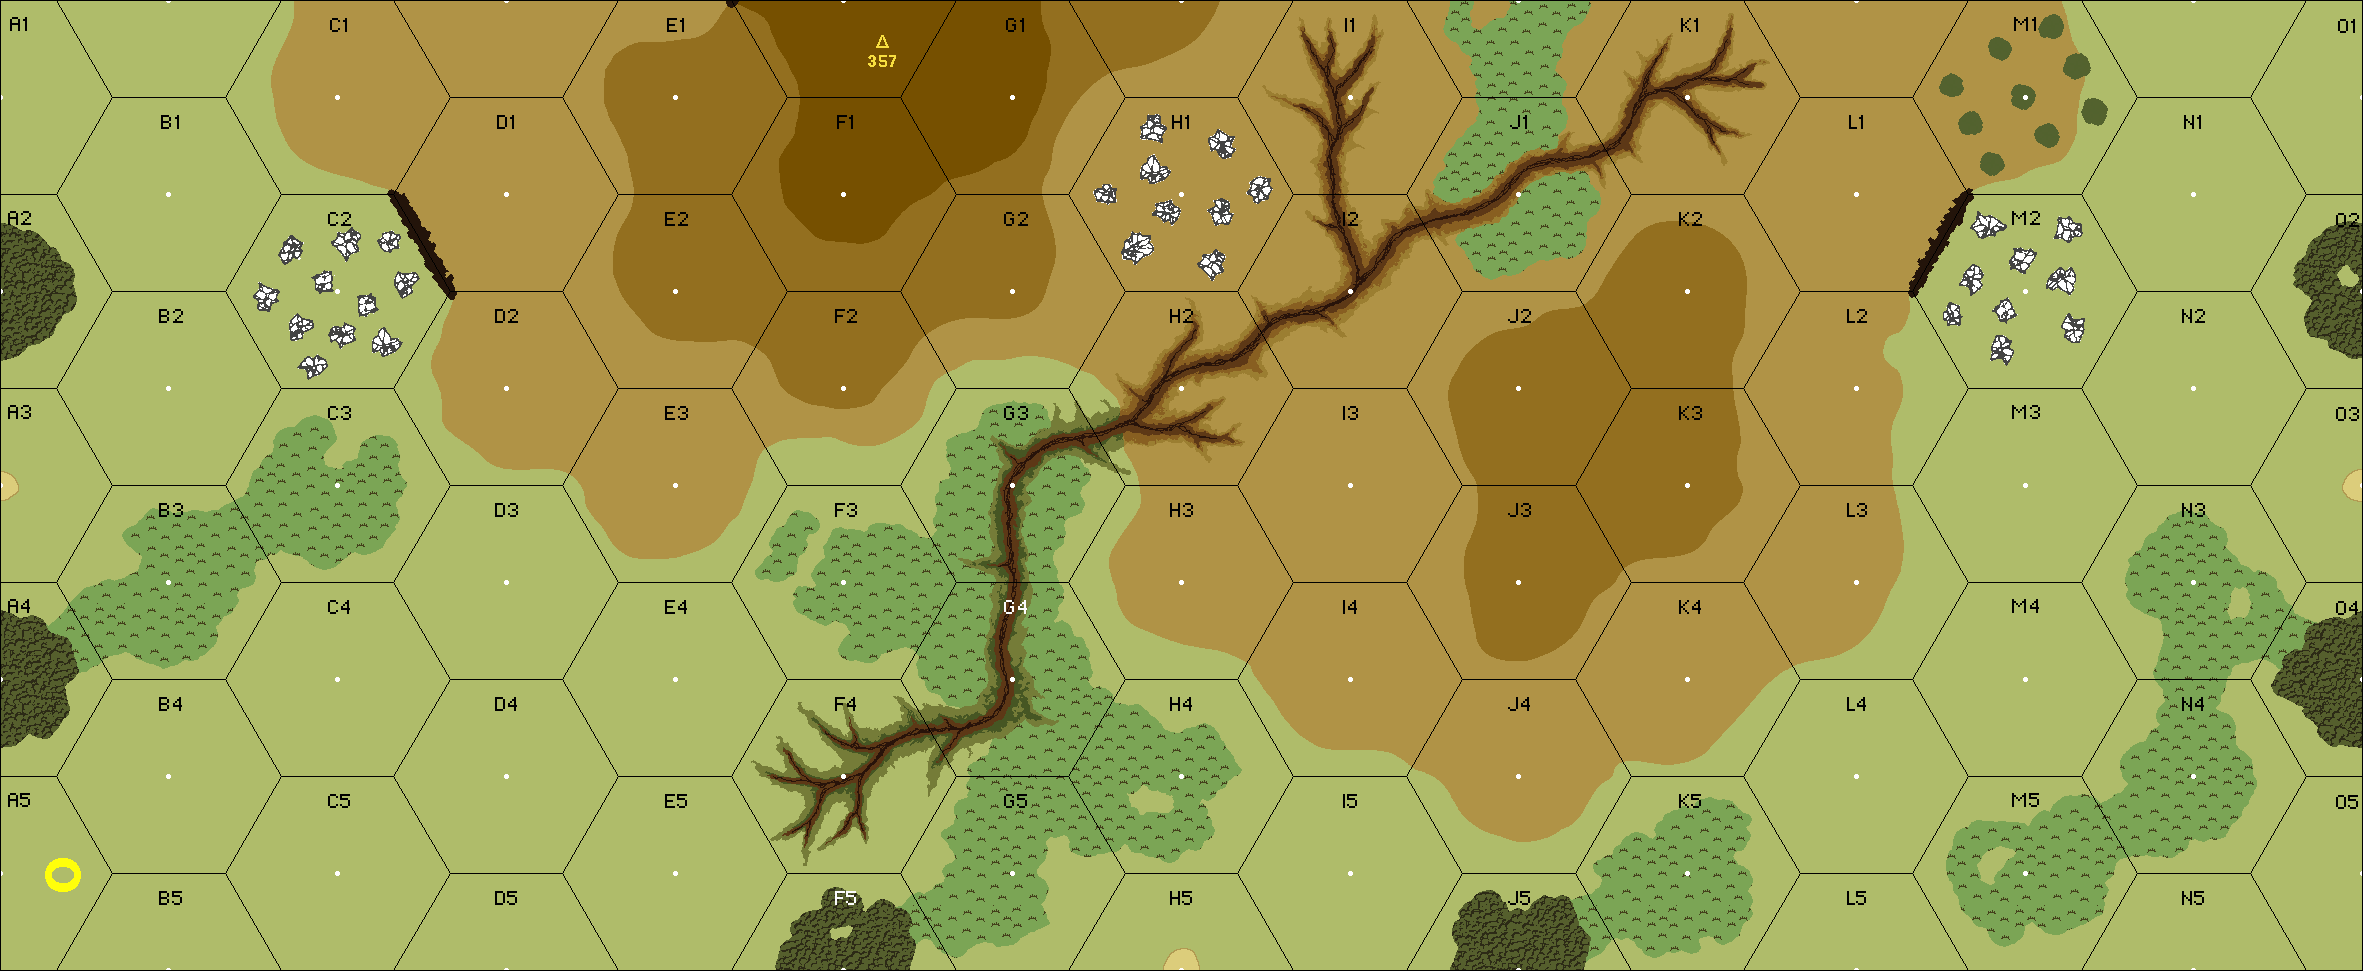 A1 C1 E1 G1 I1 K1 M1 O1
357
B1 D1 F1 H1 J1 L1 N1
A2 C2 E2 G2 I2 K2 M2 O2
B2 D2 F2 H2 J2 L2 N2
A3 C3 E3 G3 I3 K3 M3 O3
B3 D3 F3 H3 J3 L3 N3
A4 C4 E4 G4 I4 K4 M4 O4
B4 D4 F4 H4 J4 L4 N4
A5 C5 E5 G5 I5 K5 M5 O5
B5 D5 F5 H5 J5 L5 N5